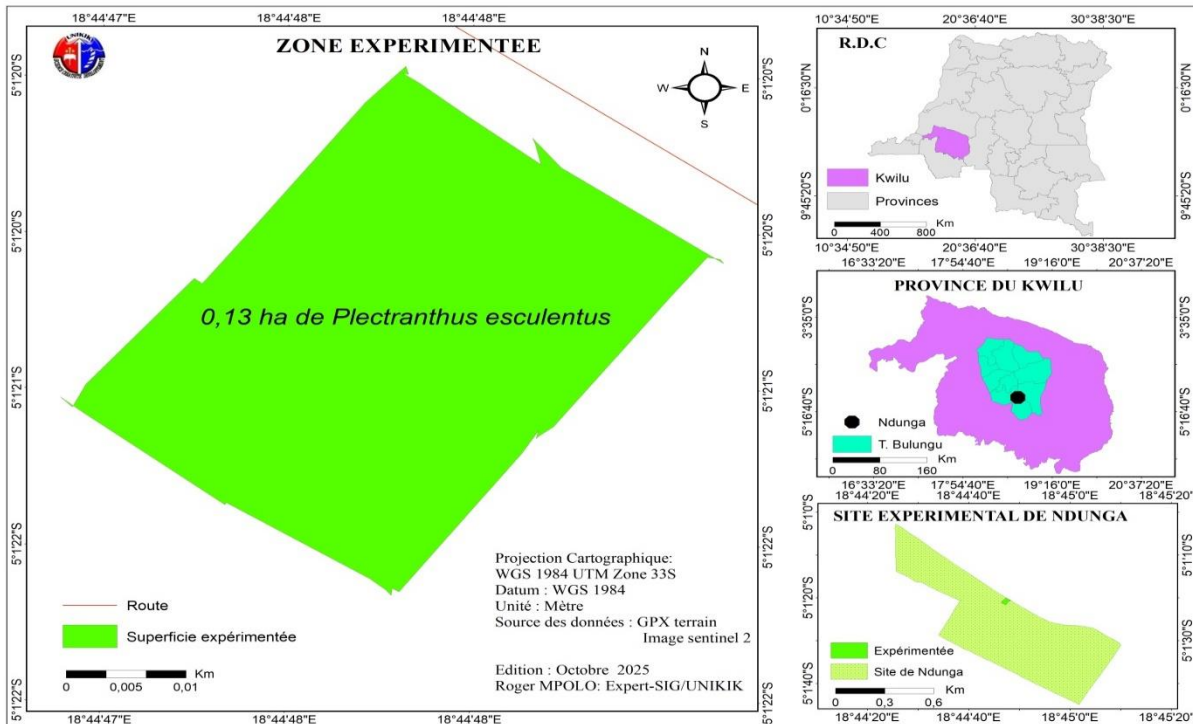 18°44'47"E 18°44'48"E 18°44'48"E
UNIKIK
ZONE EXPERIMENTEE
N
W E
S
5°1'20"S 5°1'20"S
5°1'20"S 5°1'20"S
0,13 ha de Plectranthus esculentus
5°1'21"S 5°1'21"S
5°1'22"S 5°1'22"S
5°1'22"S 5°1'22"S
Route
Superficie expérimentée
Km
0 0,005 0,01
Projection Cartographique:
WGS 1984 UTM Zone 33S
Datum : WGS 1984
Unité : Mètre
Source des données : GPX terrain
Image sentinel 2
Edition : Octobre 2025
Roger MPOLO: Expert-SIG/UNIKIK
18°44'47"E 18°44'48"E 18°44'48"E
10°34'50"E 20°36'40"E 30°38'30"E
R.D.C
0°16'30"N 0°16'30"N
9°45'20"S 9°45'20"S
Kwilu
Provinces
Km
0 400 800
10°34'50"E 20°36'40"E 30°38'30"E
16°33'20"E 17°54'40"E 19°16'0"E 20°37'20"E
PROVINCE DU KWILU
3°35'0"S 3°35'0"S
5°16'40"S 5°16'40"S
Ndunga
T. Bulungu
Km
0 80 160
16°33'20"E 17°54'40"E 19°16'0"E 20°37'20"E
18°44'20"E 18°44'40"E 18°45'0"E 18°45'20"E
SITE EXPERIMENTAL DE NDUNGA
5°1'0"S 5°1'10"S
5°1'20"S 5°1'30"S
5°1'40"S
Expérimentée
Site de Ndunga
Km
0 0,3 0,6
18°44'20"E 18°44'40"E 18°45'0"E 18°45'20"E